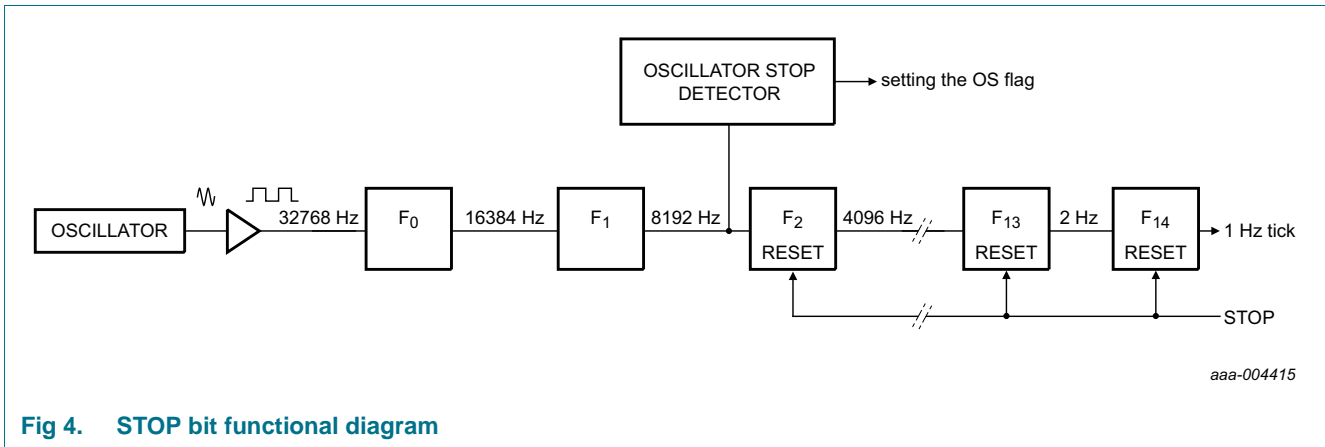 OSCILLATOR STOP
DETECTOR
setting the OS flag
OSCILLATOR
32768 Hz
F0
16384 Hz
F1
8192 Hz
F2
RESET
4096 Hz
F13
RESET
2 Hz
F14
RESET
1 Hz tick
STOP
aaa-004415
Fig 4. STOP bit functional diagram